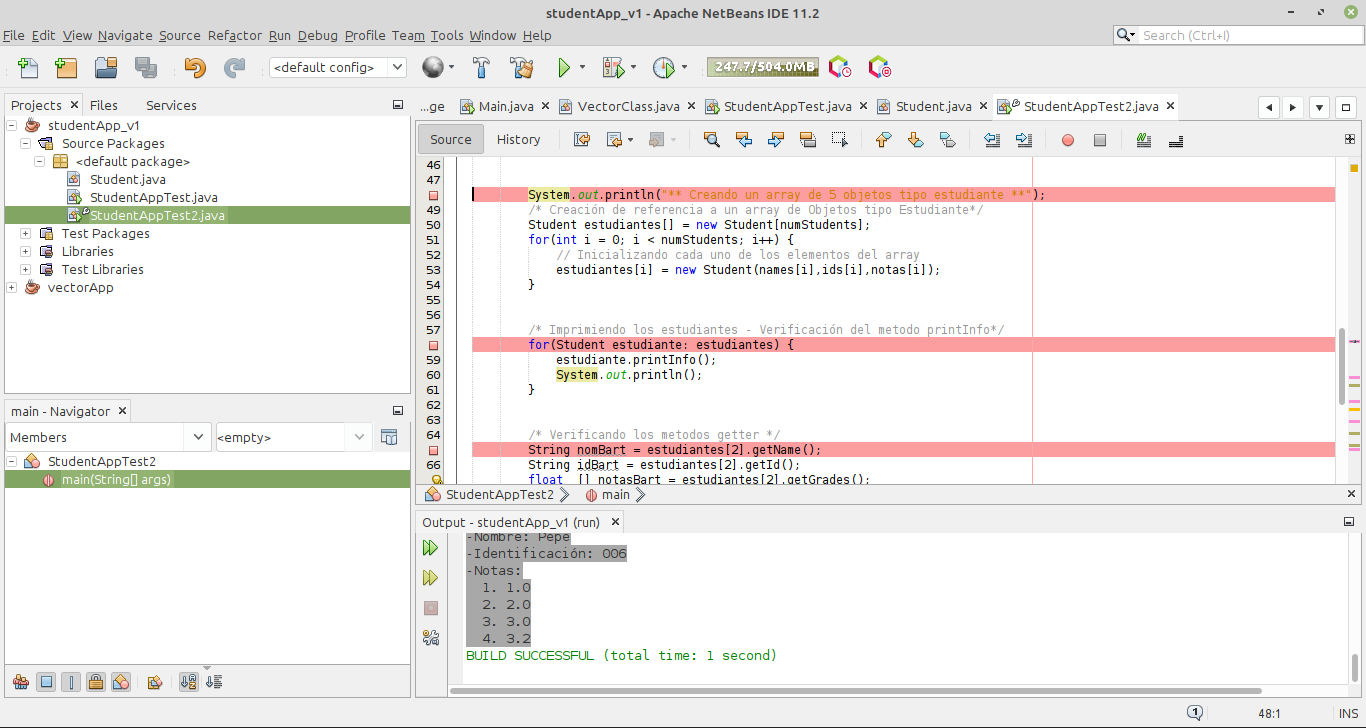 studentApp_v1 - Apache NetBeans IDE 11.2
File Edit View Navigate Source Refactor Run Debug Profile Team Tools Window Help
Search (Ctrl+I)
<default config>
247.7/504.0MB
Projects Files Services
studentApp_v1
Source Packages
<default package>
Student.java
StudentAppTest.java
StudentAppTest2.java
Test Packages
Libraries
Test Libraries
vectorApp
main - Navigator
Members
<empty>
StudentAppTest2
main(String[] args)
...ge Main.java VectorClass.java StudentAppTest.java Student.java StudentAppTest2.java
Source History
46
47
System.out.println("** Creando un array de 5 objetos tipo estudiante **");
49 /* Creación de referencia a un array de Objetos tipo Estudiante*/
50 Student estudiantes[] = new Student[numStudents];
51 for(int i = 0; i < numStudents; i++) {
52 // Inicializando cada uno de los elementos del array
53 estudiantes[i] = new Student(names[i],ids[i],notas[i]);
54 }
55
56
57 /* Imprimiendo los estudiantes - Verificación del metodo printInfo*/
for(Student estudiante: estudiantes) {
59 estudiante.printInfo();
60 System.out.println();
61 }
62
63
64 /* Verificando los metodos getter */
String nomBart = estudiantes[2].getName();
66 String idBart = estudiantes[2].getId();
float [] notasBart = estudiantes[2].getGrades();
StudentAppTest2 main
Output - studentApp_v1 (run)
-Nombre: Pepe
-Identificación: 006
-Notas:
1. 1.0
2. 2.0
3. 3.0
4. 3.2
BUILD SUCCESSFUL (total time: 1 second)
1 48:1 INS